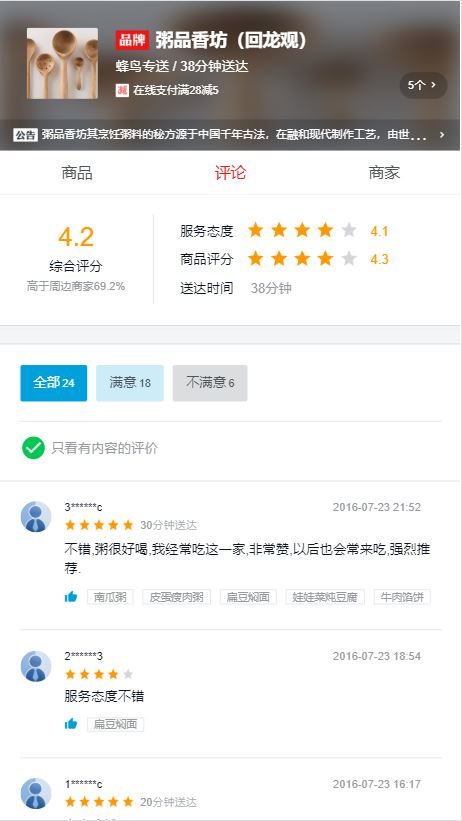 品牌 粥品香坊（回龙观）
蜂鸟专送 / 38分钟送达
减 在线支付满28减5
5个 >
公告 粥品香坊其烹饪粥料的秘方源于中国千年古法，在融和现代制作工艺，由世... >
商品 评论 商家
4.2
综合评分
高于周边商家69.2%
服务态度 4.1
商品评分 4.3
送达时间 38分钟
全部 24 满意 18 不满意 6
只看有内容的评价
3******c 2016-07-23 21:52
30分钟送达
不错,粥很好喝,我经常吃这一家,非常赞,以后也会常来吃,强烈推
荐.
南瓜粥 皮蛋瘦肉粥 扁豆焖面 娃娃菜炖豆腐 牛肉馅饼
2******3 2016-07-23 18:54
服务态度不错
扁豆焖面
1******c 2016-07-23 16:17
20分钟送达